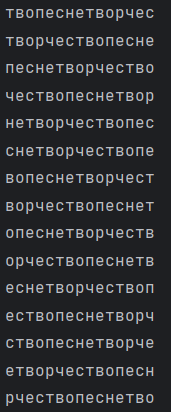 твопеснетворчес
творчествопесне
песнетворчество
чествопеснетвор
нетворчествопес
снетворчествопе
вопеснетворчест
ворчествопеснет
опеснетворчеств
орчествопеснетв
еснетворчествоп
ествопеснетворч
ствопеснетворче
етворчествопесн
рчествопеснетво